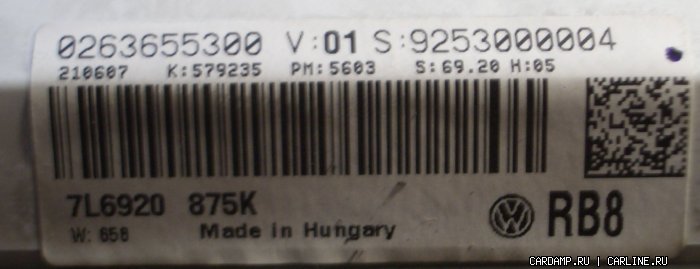 0263655300 V:01 S:9253000004
210607 K:579235 PM:5603 S:69.20 H:05
7L6920 875K RB8
W: 658 Made in Hungary
CARDAMP.RU | CARLINE.RU